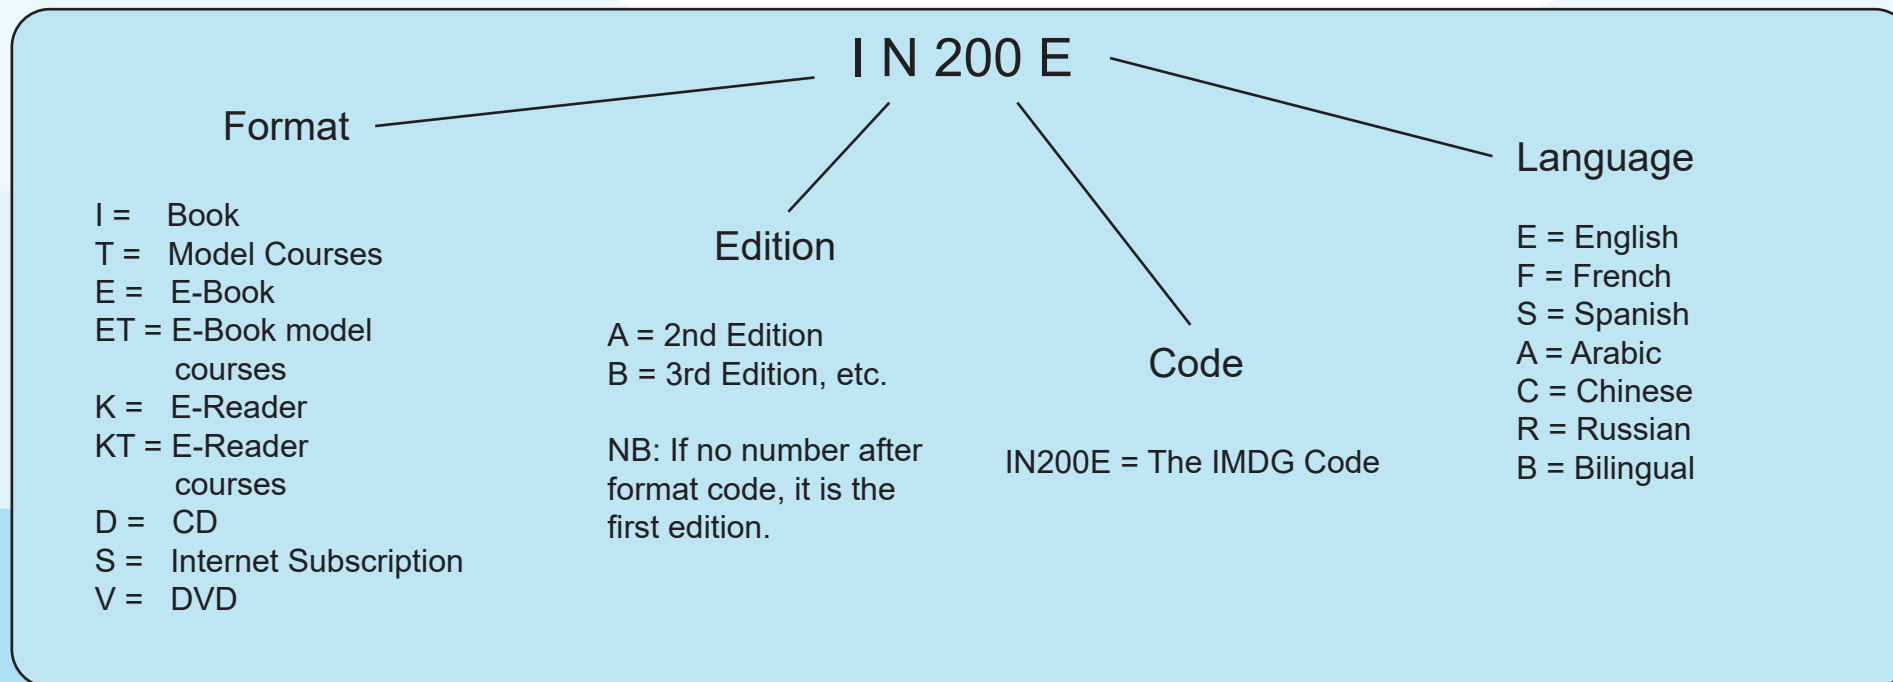 I N 200 E
Format
I = Book
T = Model Courses
E = E-Book
ET = E-Book model
courses
K = E-Reader
KT = E-Reader
courses
D = CD
S = Internet Subscription
V = DVD
Edition
A = 2nd Edition
B = 3rd Edition, etc.
NB: If no number after
format code, it is the
first edition.
Code
IN200E = The IMDG Code
Language
E = English
F = French
S = Spanish
A = Arabic
C = Chinese
R = Russian
B = Bilingual